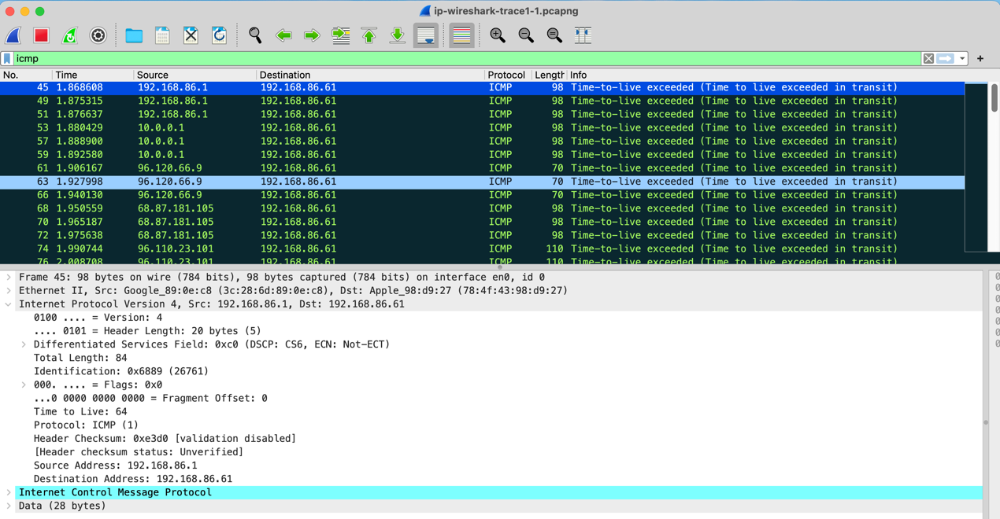 ip-wireshark-trace1-1.pcapng
icmp
No. Time Source Destination Protocol Length Info
45 1.868608 192.168.86.1 192.168.86.61 ICMP 98 Time-to-live exceeded (Time to live exceeded in transit)
49 1.875315 192.168.86.1 192.168.86.61 ICMP 98 Time-to-live exceeded (Time to live exceeded in transit)
51 1.876637 192.168.86.1 192.168.86.61 ICMP 98 Time-to-live exceeded (Time to live exceeded in transit)
53 1.880429 10.0.0.1 192.168.86.61 ICMP 98 Time-to-live exceeded (Time to live exceeded in transit)
57 1.888900 10.0.0.1 192.168.86.61 ICMP 98 Time-to-live exceeded (Time to live exceeded in transit)
59 1.892580 10.0.0.1 192.168.86.61 ICMP 98 Time-to-live exceeded (Time to live exceeded in transit)
61 1.906167 96.120.66.9 192.168.86.61 ICMP 70 Time-to-live exceeded (Time to live exceeded in transit)
63 1.927998 96.120.66.9 192.168.86.61 ICMP 70 Time-to-live exceeded (Time to live exceeded in transit)
66 1.940130 96.120.66.9 192.168.86.61 ICMP 70 Time-to-live exceeded (Time to live exceeded in transit)
68 1.950559 68.87.181.105 192.168.86.61 ICMP 98 Time-to-live exceeded (Time to live exceeded in transit)
70 1.965187 68.87.181.105 192.168.86.61 ICMP 98 Time-to-live exceeded (Time to live exceeded in transit)
72 1.975638 68.87.181.105 192.168.86.61 ICMP 98 Time-to-live exceeded (Time to live exceeded in transit)
74 1.990744 96.110.23.101 192.168.86.61 ICMP 110 Time-to-live exceeded (Time to live exceeded in transit)
76 2.008708 96.110.23.101 192.168.86.61 ICMP 110 Time-to-live exceeded (Time to live exceeded in transit)
Frame 45: 98 bytes on wire (784 bits), 98 bytes captured (784 bits) on interface en0, id 0
Ethernet II, Src: Google_89:0e:c8 (3c:28:6d:89:0e:c8), Dst: Apple_98:d9:27 (78:4f:43:98:d9:27)
Internet Protocol Version 4, Src: 192.168.86.1, Dst: 192.168.86.61
0100 .... = Version: 4
.... 0101 = Header Length: 20 bytes (5)
Differentiated Services Field: 0xc0 (DSCP: CS6, ECN: Not-ECT)
Total Length: 84
Identification: 0x6889 (26761)
000. .... = Flags: 0x0
...0 0000 0000 0000 = Fragment Offset: 0
Time to Live: 64
Protocol: ICMP (1)
Header Checksum: 0xe3d0 [validation disabled]
[Header checksum status: Unverified]
Source Address: 192.168.86.1
Destination Address: 192.168.86.61
Internet Control Message Protocol
Data (28 bytes)